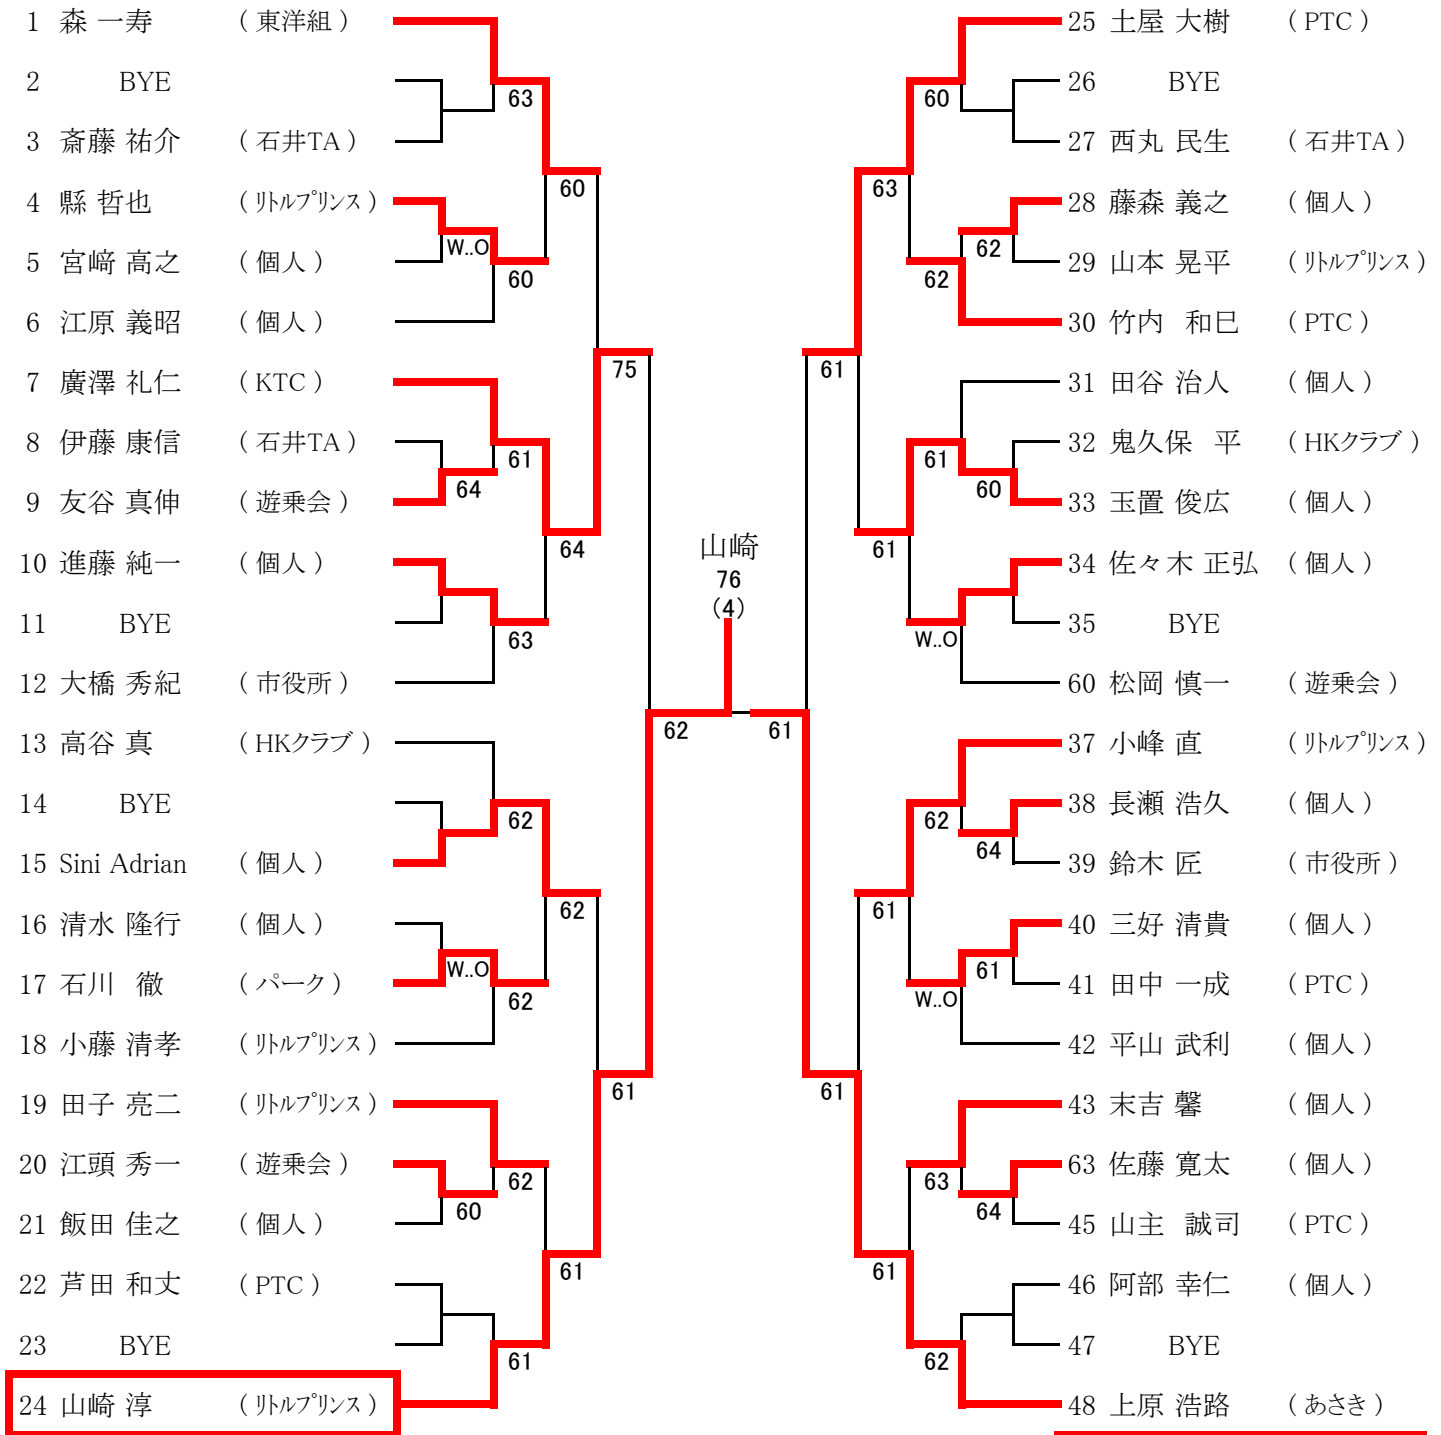 1 森 一寿 ( 東洋組 )
2 BYE
63
3 斎藤 祐介 ( 石井TA )
60
4 縣 哲也 ( リトルプリンス )
W..O
5 宮﨑 高之 ( 個人 )
60
6 江原 義昭 ( 個人 )
75
7 廣澤 礼仁 ( KTC )
8 伊藤 康信 ( 石井TA )
61
64
9 友谷 真伸 ( 遊乗会 )
64
10 進藤 純一 ( 個人 )
11 BYE
63
12 大橋 秀紀 ( 市役所 )
62
13 高谷 真 ( HKクラブ )
14 BYE
62
15 Sini Adrian ( 個人 )
62
16 清水 隆行 ( 個人 )
W..O
17 石川 徹 ( パーク )
62
18 小藤 清孝 ( リトルプリンス )
61
19 田子 亮二 ( リトルプリンス )
20 江頭 秀一 ( 遊乗会 )
62
60
21 飯田 佳之 ( 個人 )
61
22 芦田 和丈 ( PTC )
23 BYE
61
24 山崎 淳 ( リトルプリンス )
山崎
76
(4)
25 土屋 大樹 ( PTC )
26 BYE
60
27 西丸 民生 ( 石井TA )
63
28 藤森 義之 ( 個人 )
62
29 山本 晃平 ( リトルプリンス )
62
30 竹内 和巳 ( PTC )
61
31 田谷 治人 ( 個人 )
32 鬼久保 平 ( HKクラブ )
61
60
33 玉置 俊広 ( 個人 )
61
34 佐々木 正弘 ( 個人 )
35 BYE
W..O
60 松岡 慎一 ( 遊乗会 )
61
37 小峰 直 ( リトルプリンス )
38 長瀬 浩久 ( 個人 )
62
64
39 鈴木 匠 ( 市役所 )
61
40 三好 清貴 ( 個人 )
61
41 田中 一成 ( PTC )
W..O
42 平山 武利 ( 個人 )
61
43 末吉 馨 ( 個人 )
63 佐藤 寛太 ( 個人 )
63
64
45 山主 誠司 ( PTC )
61
46 阿部 幸仁 ( 個人 )
47 BYE
62
48 上原 浩路 ( あさき )